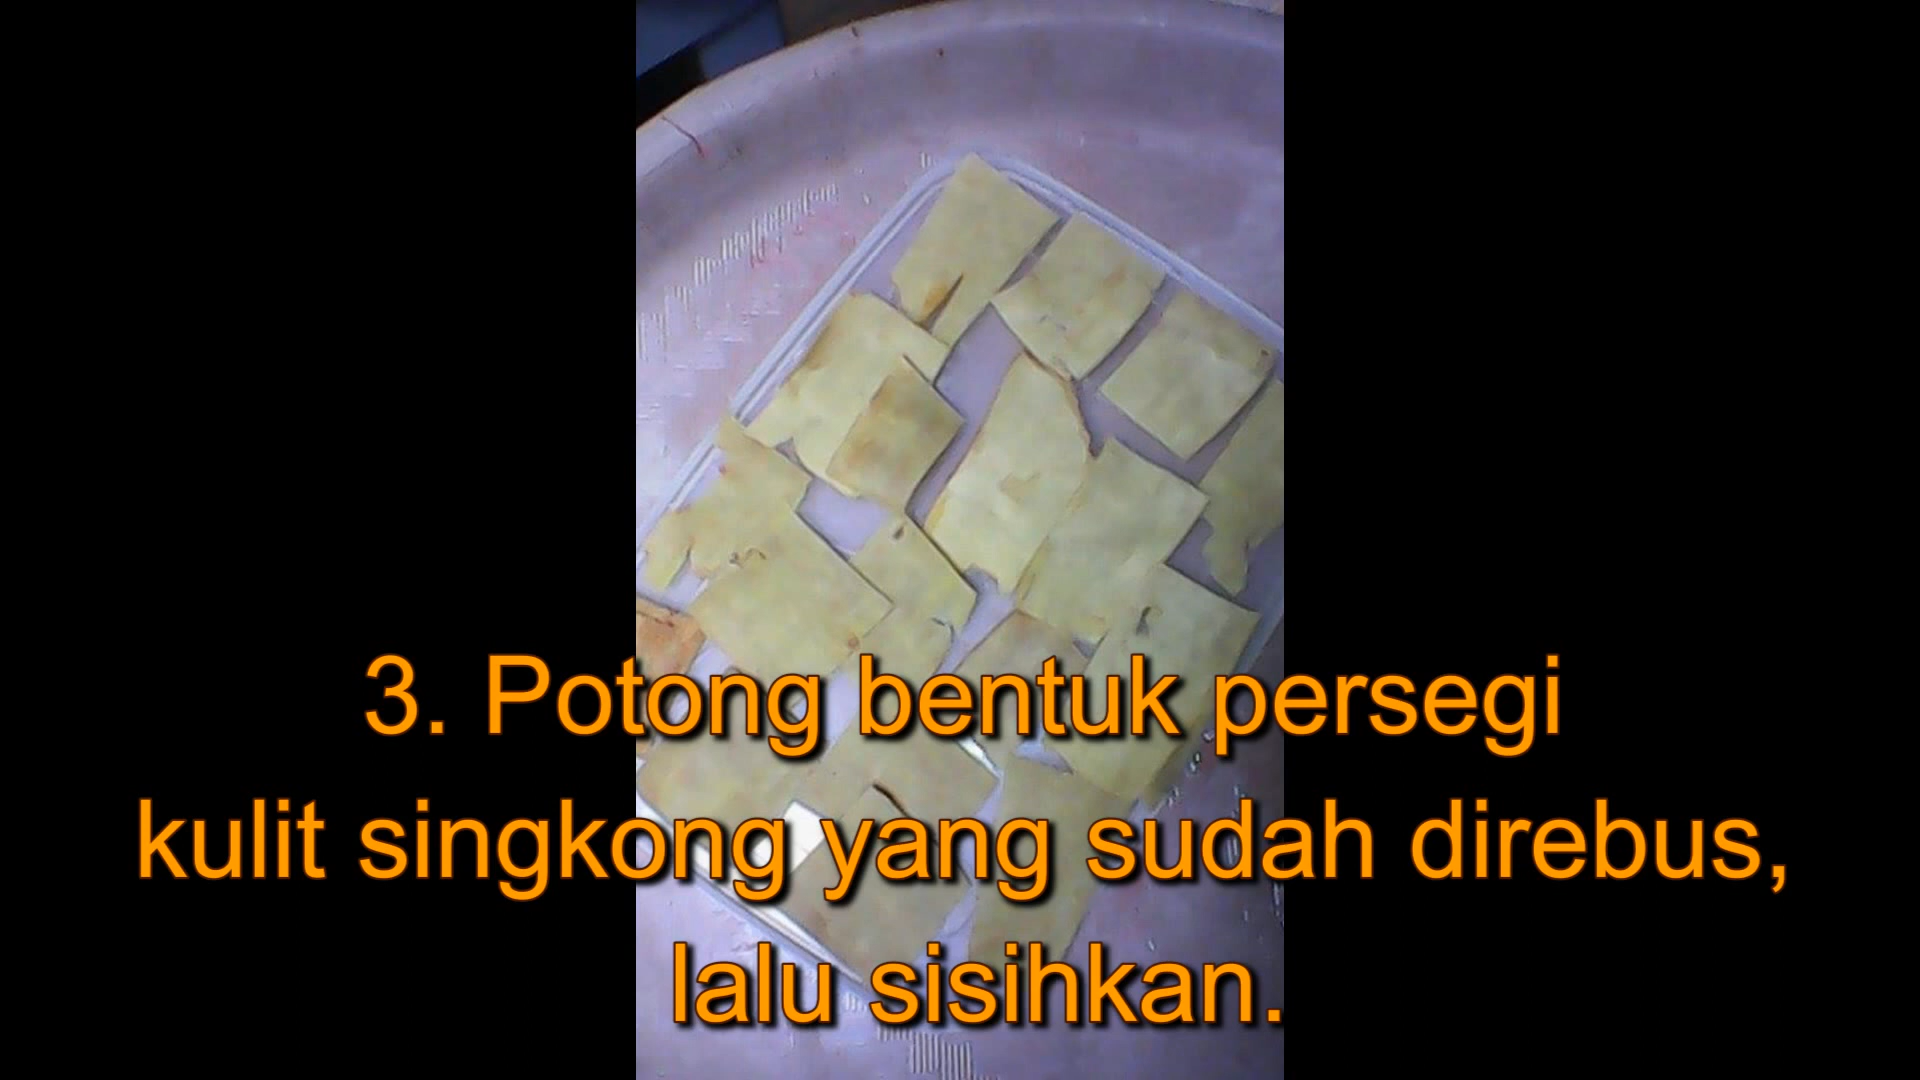 3. Potong bentuk persegi
kulit singkong yang sudah direbus,
lalu sisihkan.